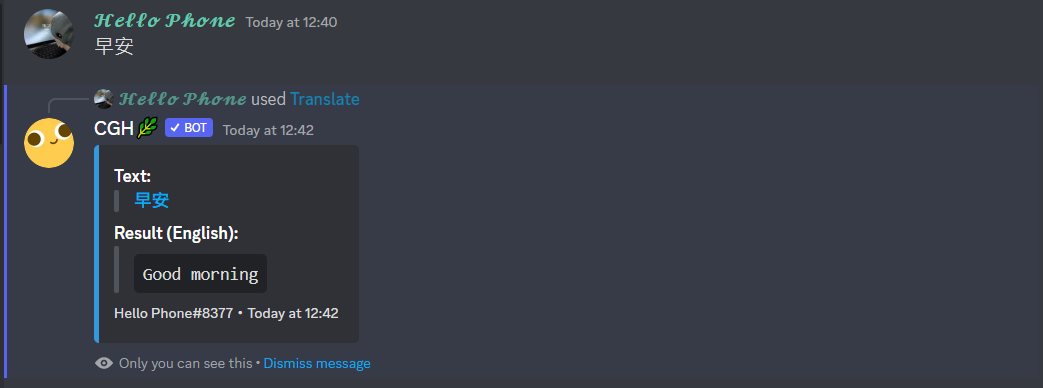 𝓗𝓮𝓵𝓵𝓸 𝓟𝓱𝓸𝓷𝓮 Today at 12:40
早安
𝓗𝓮𝓵𝓵𝓸 𝓟𝓱𝓸𝓷𝓮 used Translate
CGH🌿 ✓ BOT Today at 12:42
Text:
早安
Result (English):
Good morning
Hello Phone#8377 • Today at 12:42
Only you can see this • Dismiss message